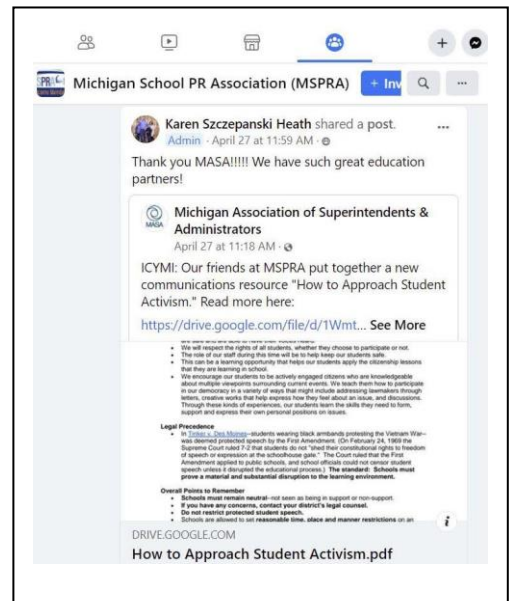 SPRA
Michigan School PR Association (MSPRA)
+ Inv
Karen Szczepanski Heath shared a post.
Admin · April 27 at 11:59 AM ·
Thank you MASA!!!!! We have such great education
partners!
MASA
Michigan Association of Superintendents &
Administrators
April 27 at 11:18 AM ·
ICYMI: Our friends at MSPRA put together a new
communications resource "How to Approach Student
Activism." Read more here:
https://drive.google.com/file/d/1Wmt... See More
• We will respect the rights of all students, whether they choose to participate or not.
• The role of our staff during this time will be to help keep our students safe.
• This can be a learning opportunity that helps our students apply the citizenship lessons
that they are learning in school.
• We encourage our students to be actively engaged citizens who are knowledgeable
about multiple viewpoints surrounding current events. We teach them how to participate
in our democracy in a variety of ways that might include addressing lawmakers through
letters, creative works that help express how they feel about an issue, and discussions.
Through these kinds of experiences, our students learn the skills they need to form,
support and express their own personal positions on issues.
Legal Precedence
• In Tinker v. Des Moines--students wearing black armbands protesting the Vietnam War--
was deemed protected speech by the First Amendment. (On February 24, 1969 the
Supreme Court ruled 7-2 that students do not "shed their constitutional rights to freedom
of speech or expression at the schoolhouse gate." The Court ruled that the First
Amendment applied to public schools, and school officials could not censor student
speech unless it disrupted the educational process.) The standard: Schools must
prove a material and substantial disruption to the learning environment.
Overall Points to Remember
• Schools must remain neutral--not seen as being in support or non-support.
• If you have any concerns, contact your district's legal counsel.
• Do not restrict protected student speech.
• Schools are allowed to set reasonable time, place and manner restrictions on an
DRIVE.GOOGLE.COM
How to Approach Student Activism.pdf